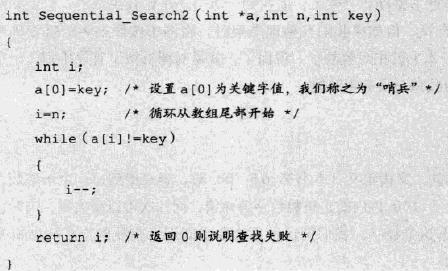 int Sequential_Search2(int *a,int n,int key)
{
int i;
a[0]=key; /* 设置a[0]为关键字值，我们称之为“哨兵”*/
i=n; /* 循环从数组尾部开始 */
while(a[i]!=key)
{
i--;
}
return i; /* 返回0则说明查找失败 */
}